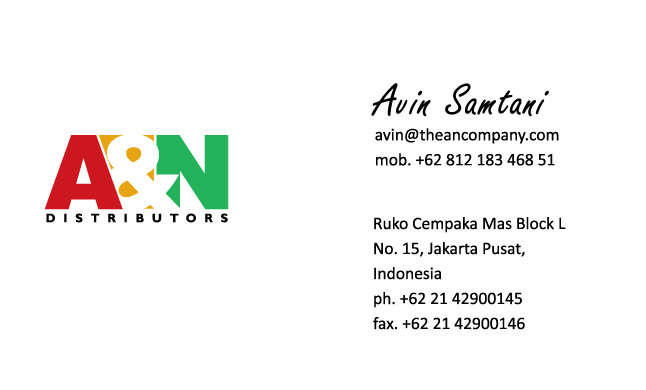 A&N
DISTRIBUTORS
Avin Samtani
avin@theancompany.com
mob. +62 812 183 468 51
Ruko Cempaka Mas Block L
No. 15, Jakarta Pusat,
Indonesia
ph. +62 21 42900145
fax. +62 21 42900146